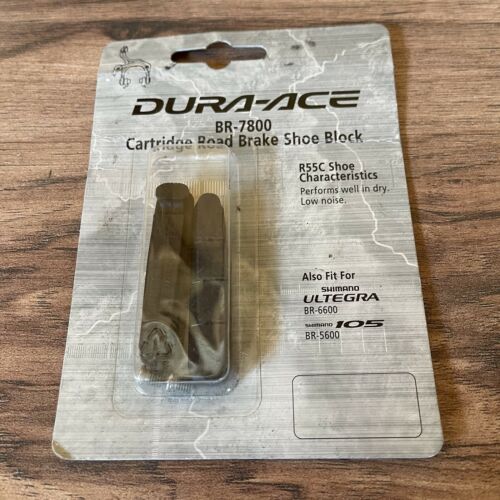 DURA-ACE
BR-7800
Cartridge Road Brake Shoe Block
R55C Shoe
Characteristics
Performs well in dry.
Low noise.
Also Fit For
SHIMANO
ULTEGRA
BR-6600
SHIMANO 105
BR-5600